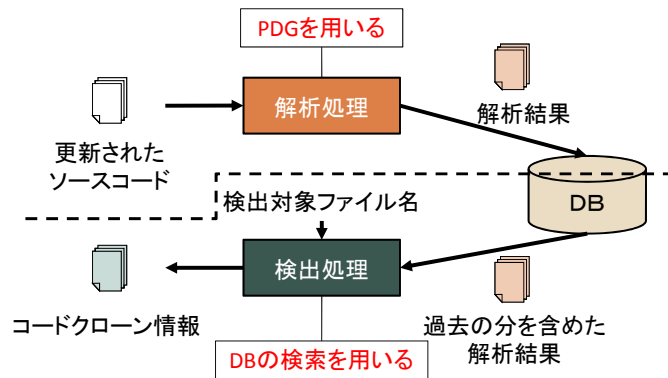 PDGを用いる
解析処理
解析結果
更新された
ソースコード
DB
検出対象ファイル名
検出処理
コードクローン情報
過去の分を含めた
解析結果
DBの検索を用いる